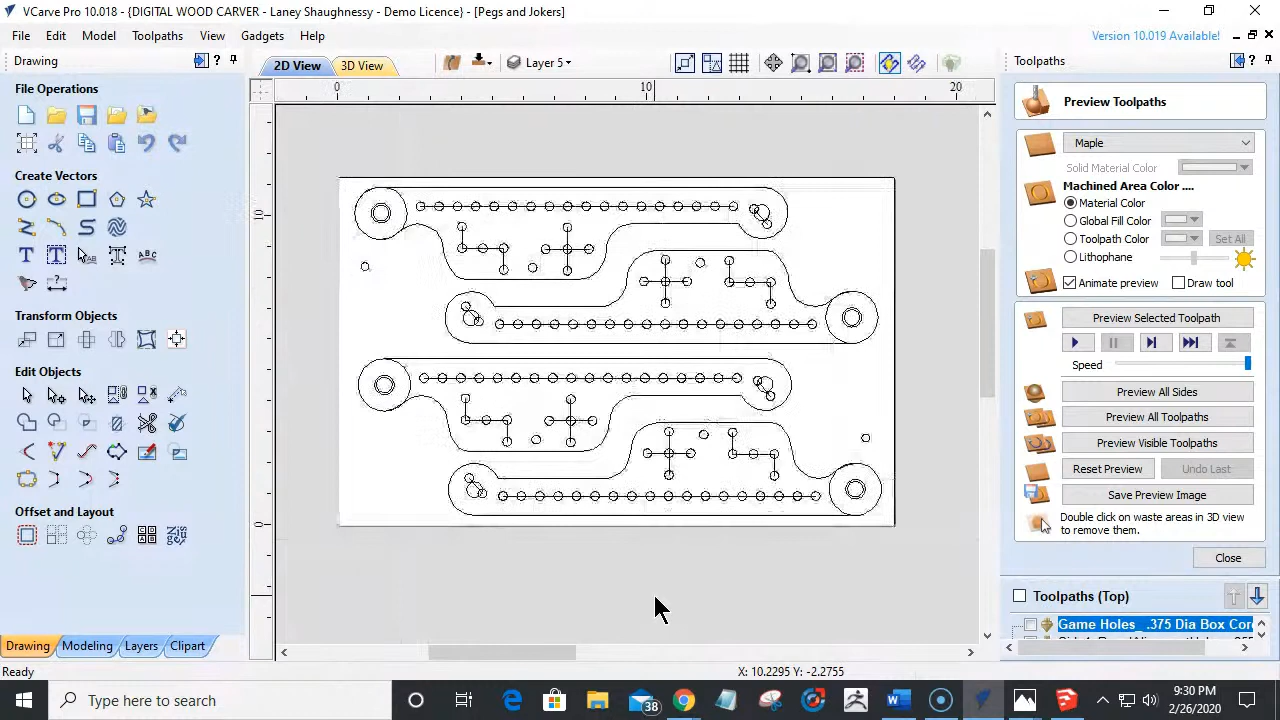 VCarve Pro 10.018 - {DIGITAL WOOD CARVER - Laney Shaughnessy - Demo Licence} - [Pegs and Jokers]
File Edit Model Toolpaths View Gadgets Help
Version 10.019 Available!
Drawing
File Operations
Create Vectors
Transform Objects
Edit Objects
Offset and Layout
Drawing Modeling Layers Clipart
2D View 3D View
Layer 5
0 10 20
10
0
Toolpaths
Preview Toolpaths
Maple
Solid Material Color
Machined Area Color ....
Material Color
Global Fill Color
Toolpath Color Set All
Lithophane
Animate preview Draw tool
Preview Selected Toolpath
Speed
Preview All Sides
Preview All Toolpaths
Preview Visible Toolpaths
Reset Preview Undo Last
Save Preview Image
Double click on waste areas in 3D view
to remove them.
Close
Toolpaths (Top)
Game Holes .375 Dia Box Cor
Ready
X: 10.2295 Y: -2.2755
Type here to search
38
9:30 PM
2/26/2020